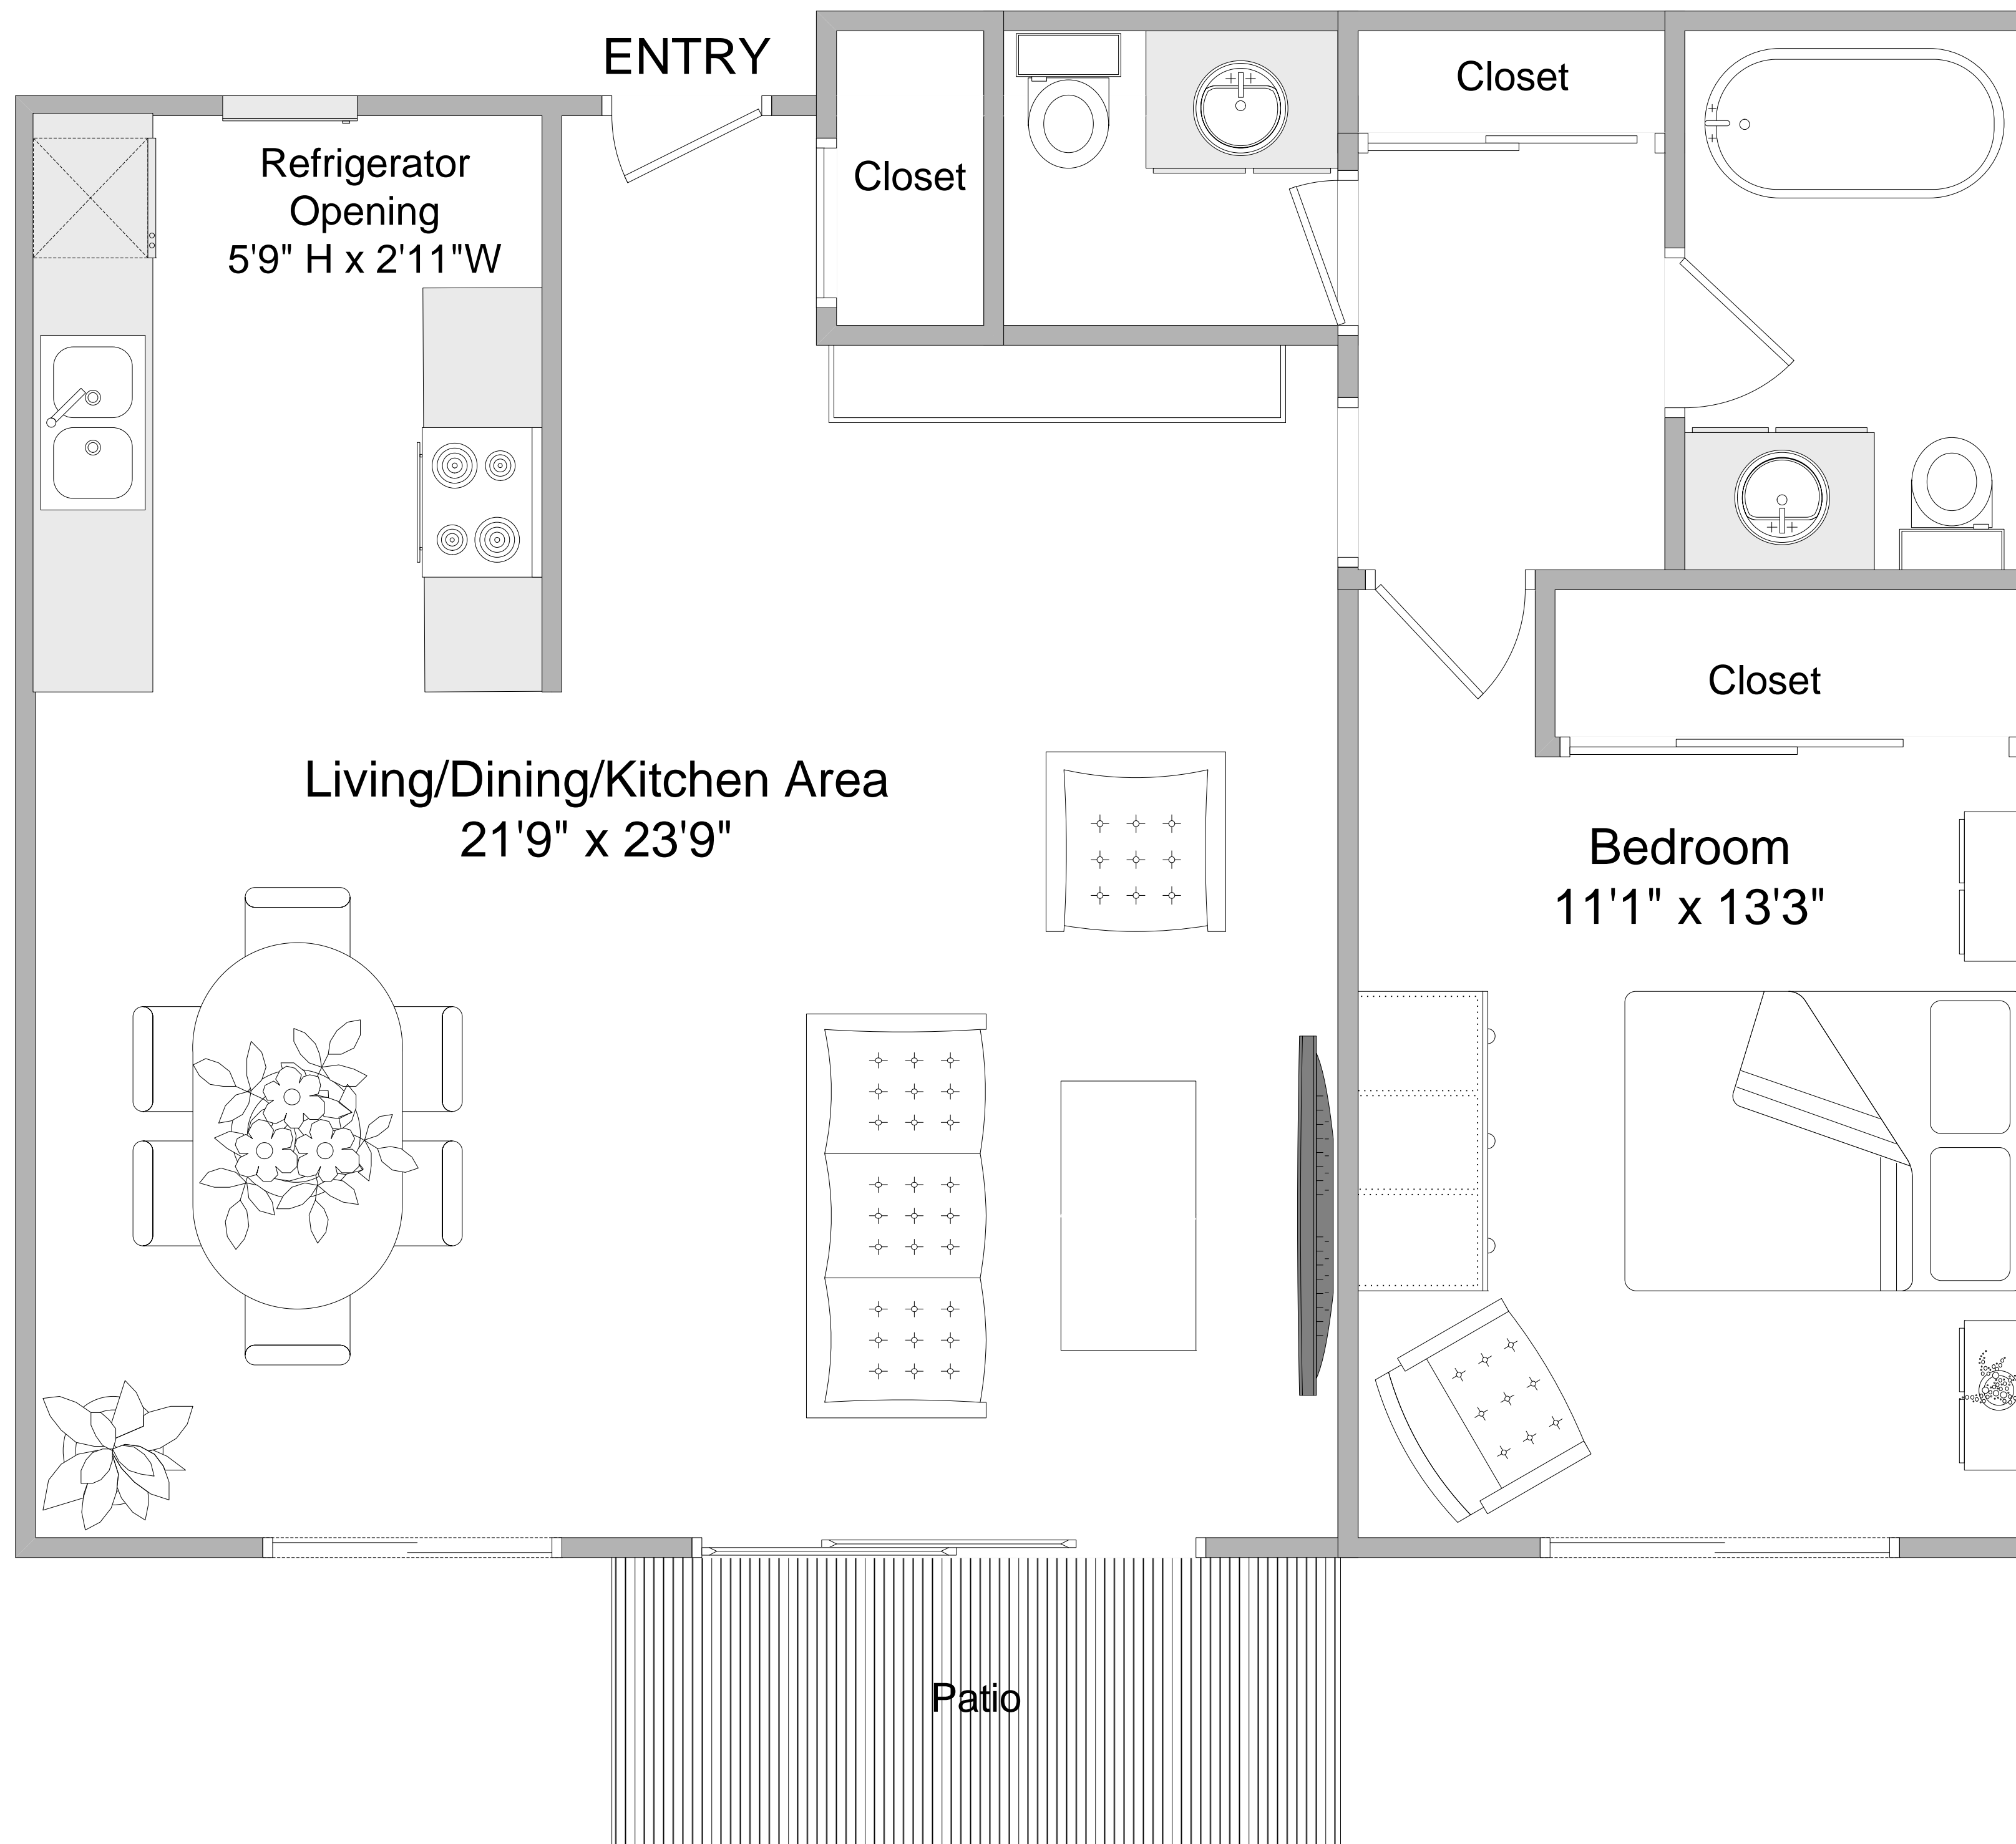 ENTRY
Closet
Refrigerator
Opening
5'9" H x 2'11"W
Closet
Closet
Living/Dining/Kitchen Area
21'9" x 23'9"
Bedroom
11'1" x 13'3"
Patio